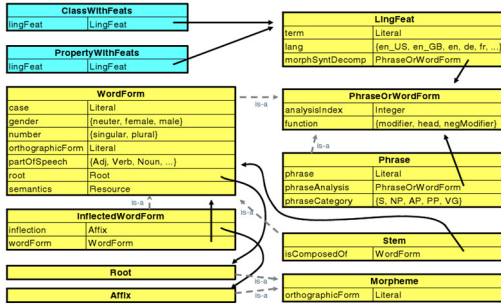 ClassWithFeats
lingFeat LingFeat
PropertyWithFeats
lingFeat LingFeat
LingFeat
term Literal
lang {en_US, en_GB, en, de, fr, ...}
morphSyntDecomp PhraseOrWordForm
WordForm
case Literal
gender {neuter, female, male}
number {singular, plural}
orthographicForm Literal
partOfSpeech {Adj, Verb, Noun, ...}
root Root
semantics Resource
is-a
PhraseOrWordForm
analysisIndex Integer
function {modifier, head, negModifier}
is-a
Phrase
phrase Literal
phraseAnalysis PhraseOrWordForm
phraseCategory {S, NP, AP, PP, VG}
is-a
InflectedWordForm
inflection Affix
wordForm WordForm
is-a
Stem
isComposedOf WordForm
Root
is-a
Affix
is-a
Morpheme
orthographicForm Literal